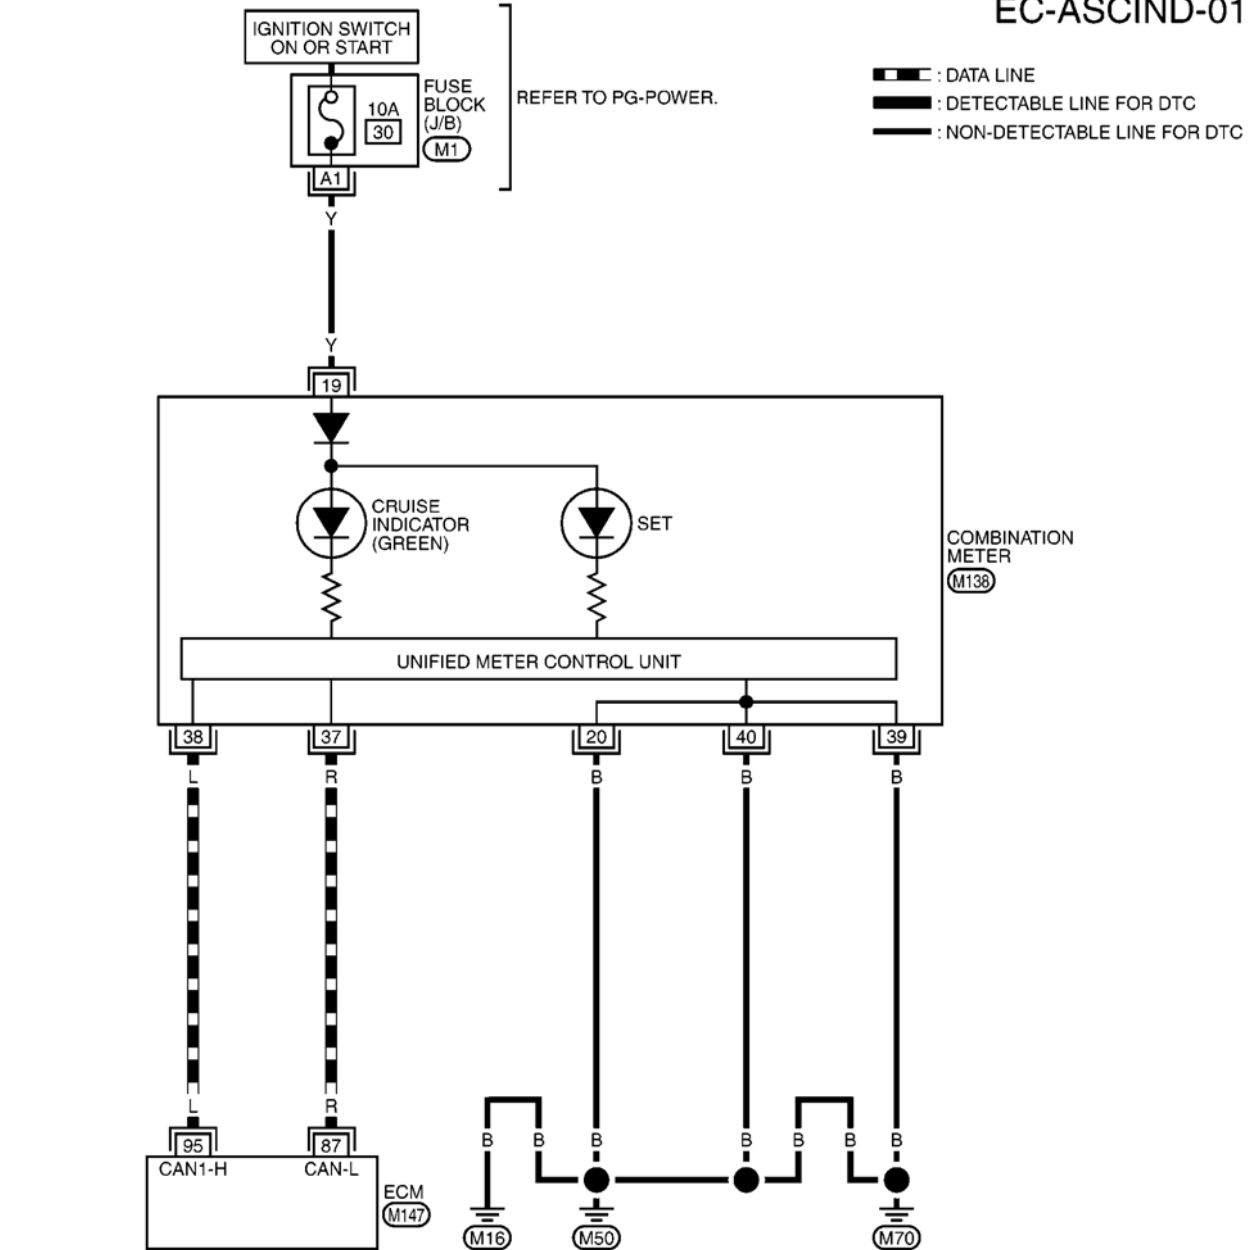 EC-ASCIND-01
IGNITION SWITCH
ON OR START
10A
30
FUSE
BLOCK
(J/B)
M1
REFER TO PG-POWER.
: DATA LINE
: DETECTABLE LINE FOR DTC
: NON-DETECTABLE LINE FOR DTC
A1
Y
Y
19
CRUISE
INDICATOR
(GREEN)
SET
COMBINATION
METER
M138
UNIFIED METER CONTROL UNIT
38
37
20
40
39
L
R
B
B
B
L
R
B
B
B
B
B
B
B
95
87
CAN1-H
CAN-L
ECM
M147
M16
M50
M70